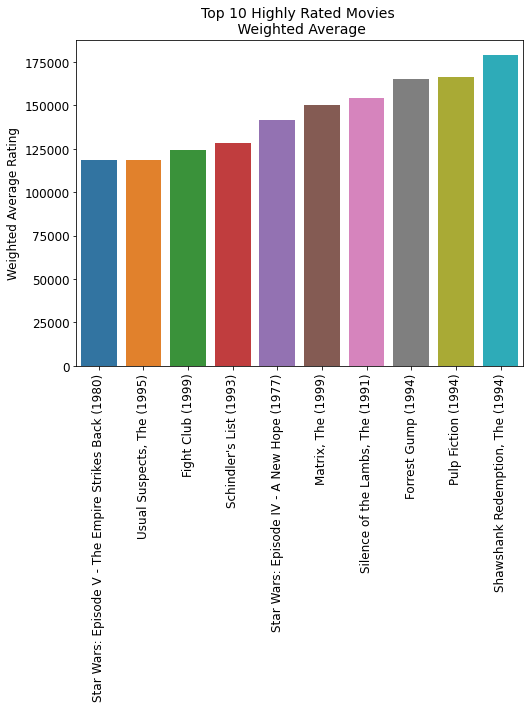 Top 10 Highly Rated Movies
Weighted Average
Weighted Average Rating
175000
150000
125000
100000
75000
50000
25000
0
Star Wars: Episode V - The Empire Strikes Back (1980)
Usual Suspects, The (1995)
Fight Club (1999)
Schindler's List (1993)
Star Wars: Episode IV - A New Hope (1977)
Matrix, The (1999)
Silence of the Lambs, The (1991)
Forrest Gump (1994)
Pulp Fiction (1994)
Shawshank Redemption, The (1994)